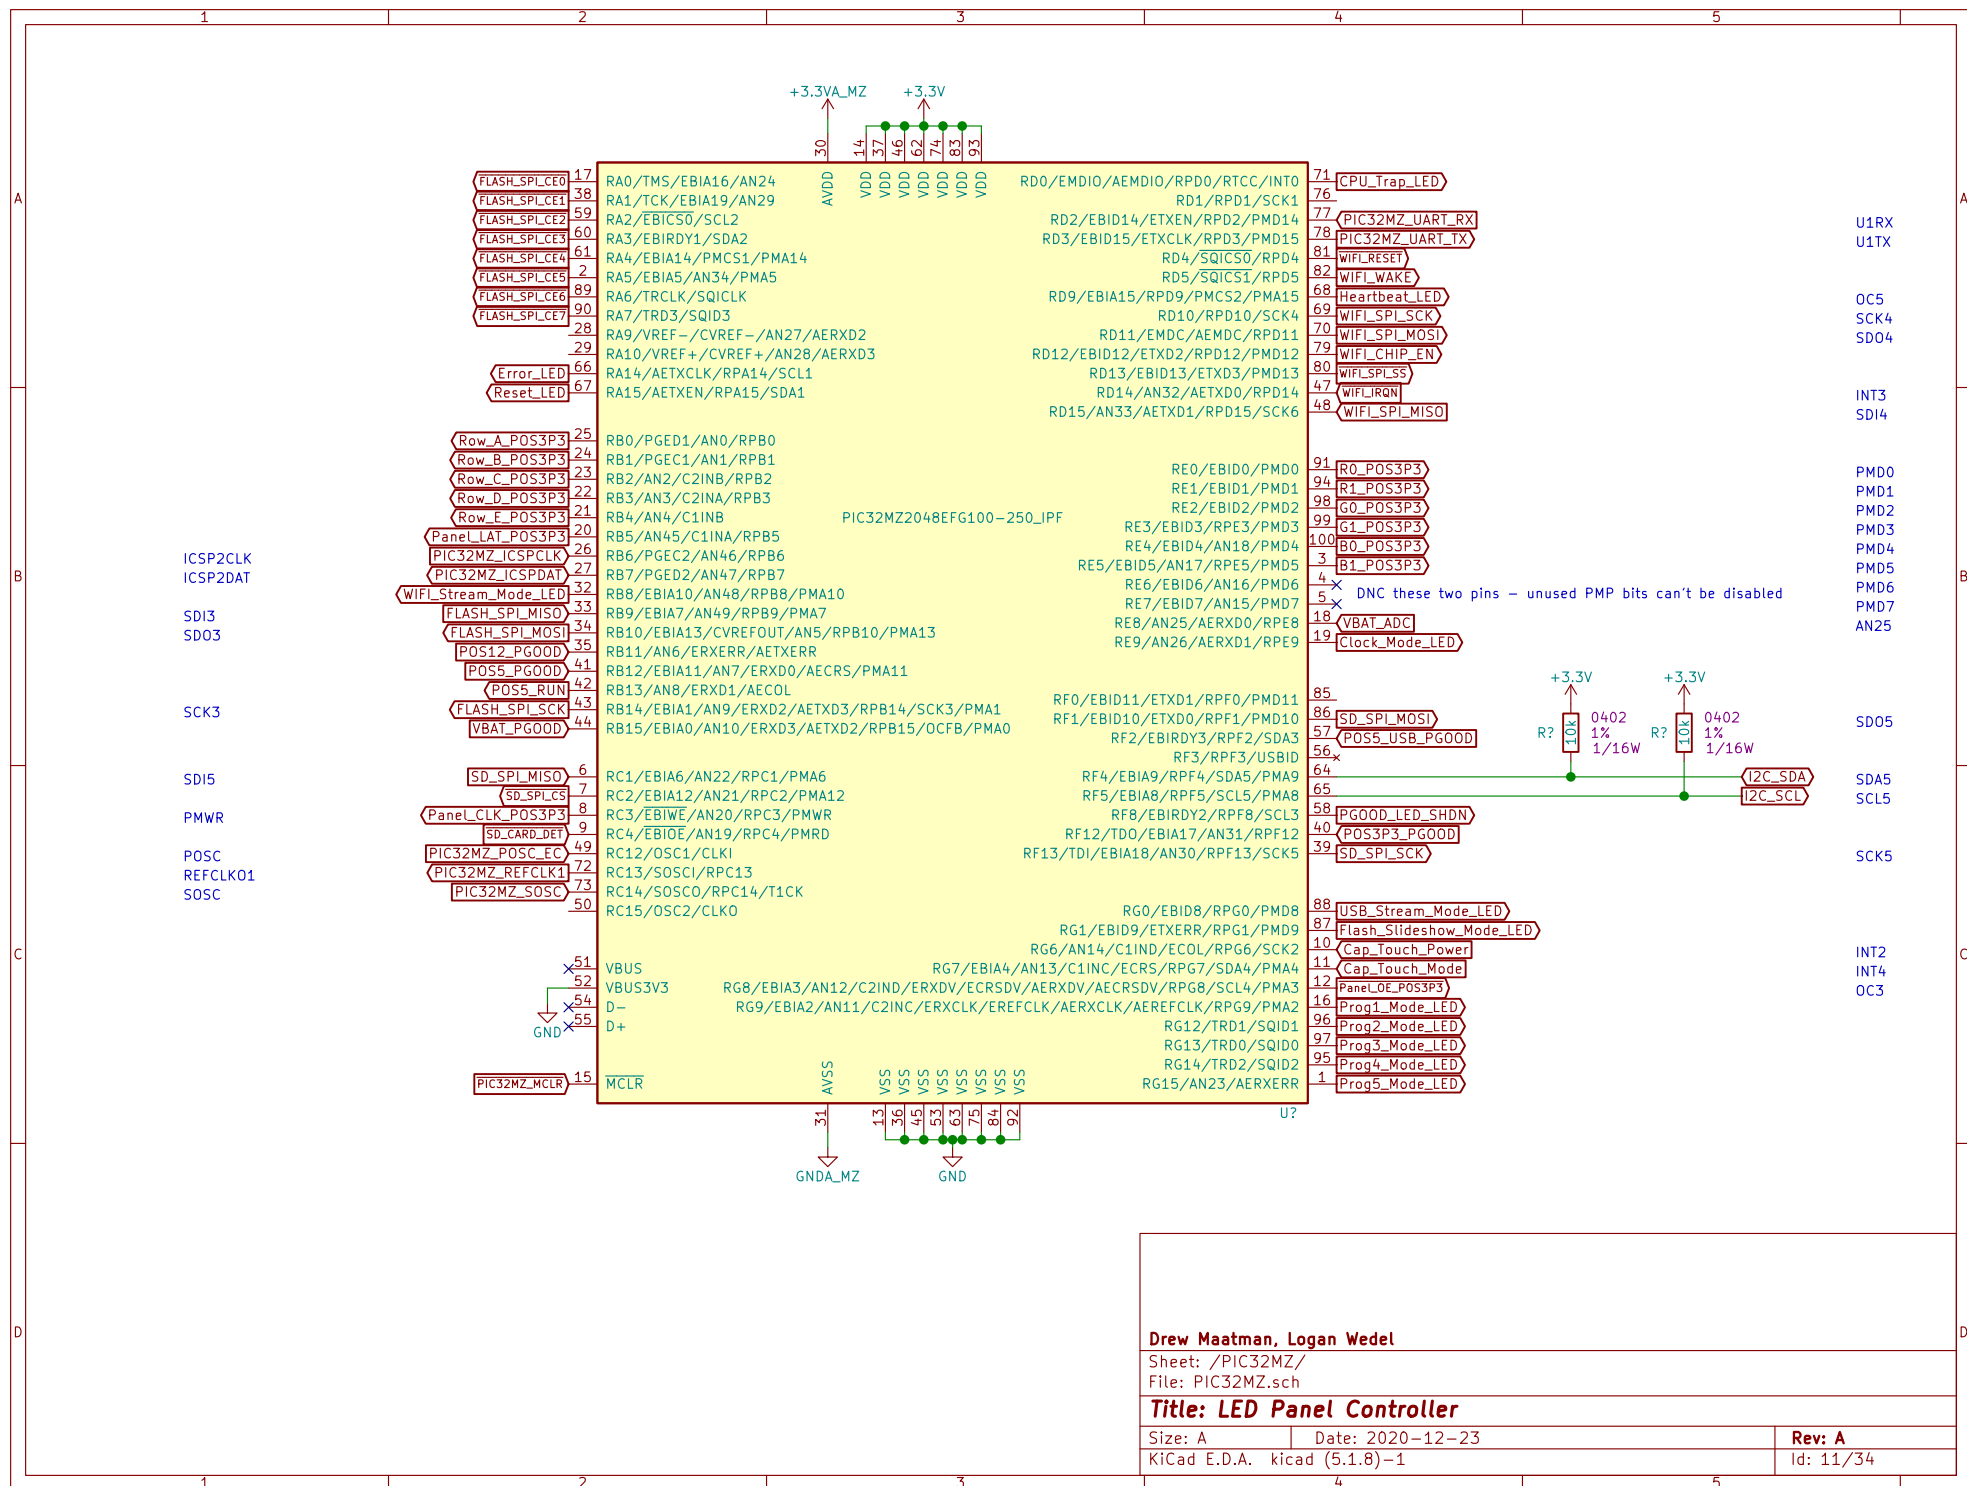 1 2 3 4 5
+3.3VA_MZ +3.3V
30 14 37 46 62 74 83 93
AVDD VDD VDD VDD VDD VDD VDD VDD
A A
FLASH_SPI_CE0 17 RA0/TMS/EBIA16/AN24
FLASH_SPI_CE1 38 RA1/TCK/EBIA19/AN29
FLASH_SPI_CE2 59 RA2/EBICS0/SCL2
FLASH_SPI_CE3 60 RA3/EBIRDY1/SDA2
FLASH_SPI_CE4 61 RA4/EBIA14/PMCS1/PMA14
FLASH_SPI_CE5 2 RA5/EBIA5/AN34/PMA5
FLASH_SPI_CE6 89 RA6/TRCLK/SQICLK
FLASH_SPI_CE7 90 RA7/TRD3/SQID3
28 RA9/VREF-/CVREF-/AN27/AERXD2
29 RA10/VREF+/CVREF+/AN28/AERXD3
Error_LED 66 RA14/AETXCLK/RPA14/SCL1
Reset_LED 67 RA15/AETXEN/RPA15/SDA1
Row_A_POS3P3 25 RB0/PGED1/AN0/RPB0
Row_B_POS3P3 24 RB1/PGEC1/AN1/RPB1
Row_C_POS3P3 23 RB2/AN2/C2INB/RPB2
Row_D_POS3P3 22 RB3/AN3/C2INA/RPB3
Row_E_POS3P3 21 RB4/AN4/C1INB
Panel_LAT_POS3P3 20 RB5/AN45/C1INA/RPB5
ICSP2CLK PIC32MZ_ICSPCLK 26 RB6/PGEC2/AN46/RPB6
ICSP2DAT PIC32MZ_ICSPDAT 27 RB7/PGED2/AN47/RPB7
B B
WIFI_Stream_Mode_LED 32 RB8/EBIA10/AN48/RPB8/PMA10
SDI3 FLASH_SPI_MISO 33 RB9/EBIA7/AN49/RPB9/PMA7
SDO3 FLASH_SPI_MOSI 34 RB10/EBIA13/CVREFOUT/AN5/RPB10/PMA13
POS12_PGOOD 35 RB11/AN6/ERXERR/AETXERR
POS5_PGOOD 41 RB12/EBIA11/AN7/ERXD0/AECRS/PMA11
POS5_RUN 42 RB13/AN8/ERXD1/AECOL
SCK3 FLASH_SPI_SCK 43 RB14/EBIA1/AN9/ERXD2/AETXD3/RPB14/SCK3/PMA1
VBAT_PGOOD 44 RB15/EBIA0/AN10/ERXD3/AETXD2/RPB15/OCFB/PMA0
SDI5 SD_SPI_MISO 6 RC1/EBIA6/AN22/RPC1/PMA6
SD_SPI_CS 7 RC2/EBIA12/AN21/RPC2/PMA12
PMWR Panel_CLK_POS3P3 8 RC3/EBIWE/AN20/RPC3/PMWR
SD_CARD_DET 9 RC4/EBIOE/AN19/RPC4/PMRD
POSC PIC32MZ_POSC_EC 49 RC12/OSC1/CLKI
REFCLKO1 PIC32MZ_REFCLK1 72 RC13/SOSCI/RPC13
SOSC PIC32MZ_SOSC 73 RC14/SOSCO/RPC14/T1CK
50 RC15/OSC2/CLKO
C C
51 VBUS
52 VBUS3V3
54 D-
GND 55 D+
PIC32MZ_MCLR 15 MCLR
PIC32MZ2048EFG100-250_IPF
RD0/EMDIO/AEMDIO/RPD0/RTCC/INT0 71 CPU_Trap_LED
RD1/RPD1/SCK1 76
RD2/EBID14/ETXEN/RPD2/PMD14 77 PIC32MZ_UART_RX U1RX
RD3/EBID15/ETXCLK/RPD3/PMD15 78 PIC32MZ_UART_TX U1TX
RD4/SQICS0/RPD4 81 WIFI_RESET
RD5/SQICS1/RPD5 82 WIFI_WAKE
RD9/EBIA15/RPD9/PMCS2/PMA15 68 Heartbeat_LED OC5
RD10/RPD10/SCK4 69 WIFI_SPI_SCK SCK4
RD11/EMDC/AEMDC/RPD11 70 WIFI_SPI_MOSI SDO4
RD12/EBID12/ETXD2/RPD12/PMD12 79 WIFI_CHIP_EN
RD13/EBID13/ETXD3/PMD13 80 WIFI_SPI_SS
RD14/AN32/AETXD0/RPD14 47 WIFI_IRQN INT3
RD15/AN33/AETXD1/RPD15/SCK6 48 WIFI_SPI_MISO SDI4
RE0/EBID0/PMD0 91 R0_POS3P3 PMD0
RE1/EBID1/PMD1 94 R1_POS3P3 PMD1
RE2/EBID2/PMD2 98 G0_POS3P3 PMD2
RE3/EBID3/RPE3/PMD3 99 G1_POS3P3 PMD3
RE4/EBID4/AN18/PMD4 100 B0_POS3P3 PMD4
RE5/EBID5/AN17/RPE5/PMD5 3 B1_POS3P3 PMD5
RE6/EBID6/AN16/PMD6 4 PMD6
DNC these two pins – unused PMP bits can't be disabled
RE7/EBID7/AN15/PMD7 5 PMD7
RE8/AN25/AERXD0/RPE8 18 VBAT_ADC AN25
RE9/AN26/AERXD1/RPE9 19 Clock_Mode_LED
+3.3V +3.3V
RF0/EBID11/ETXD1/RPF0/PMD11 85
RF1/EBID10/ETXD0/RPF1/PMD10 86 SD_SPI_MOSI SDO5
R? 10k 0402 1% 1/16W
R? 10k 0402 1% 1/16W
RF2/EBIRDY3/RPF2/SDA3 57 POS5_USB_PGOOD
RF3/RPF3/USBID 56
RF4/EBIA9/RPF4/SDA5/PMA9 64 I2C_SDA SDA5
RF5/EBIA8/RPF5/SCL5/PMA8 65 I2C_SCL SCL5
RF8/EBIRDY2/RPF8/SCL3 58 PGOOD_LED_SHDN
RF12/TDO/EBIA17/AN31/RPF12 40 POS3P3_PGOOD
RF13/TDI/EBIA18/AN30/RPF13/SCK5 39 SD_SPI_SCK SCK5
RG0/EBID8/RPG0/PMD8 88 USB_Stream_Mode_LED
RG1/EBID9/ETXERR/RPG1/PMD9 87 Flash_Slideshow_Mode_LED
RG6/AN14/C1IND/ECOL/RPG6/SCK2 10 Cap_Touch_Power INT2
RG7/EBIA4/AN13/C1INC/ECRS/RPG7/SDA4/PMA4 11 Cap_Touch_Mode INT4
RG8/EBIA3/AN12/C2IND/ERXDV/ECRSDV/AERXDV/AECRSDV/RPG8/SCL4/PMA3 12 Panel_OE_POS3P3 OC3
RG9/EBIA2/AN11/C2INC/ERXCLK/EREFCLK/AERXCLK/AEREFCLK/RPG9/PMA2 16 Prog1_Mode_LED
RG12/TRD1/SQID1 96 Prog2_Mode_LED
RG13/TRD0/SQID0 97 Prog3_Mode_LED
RG14/TRD2/SQID2 95 Prog4_Mode_LED
RG15/AN23/AERXERR 1 Prog5_Mode_LED
AVSS VSS VSS VSS VSS VSS VSS VSS VSS
U?
31 13 36 45 53 63 75 84 92
GNDA_MZ GND
D D
Drew Maatman, Logan Wedel
Sheet: /PIC32MZ/
File: PIC32MZ.sch
Title: LED Panel Controller
Size: A Date: 2020-12-23 Rev: A
KiCad E.D.A. kicad (5.1.8)-1 Id: 11/34
1 2 3 4 5